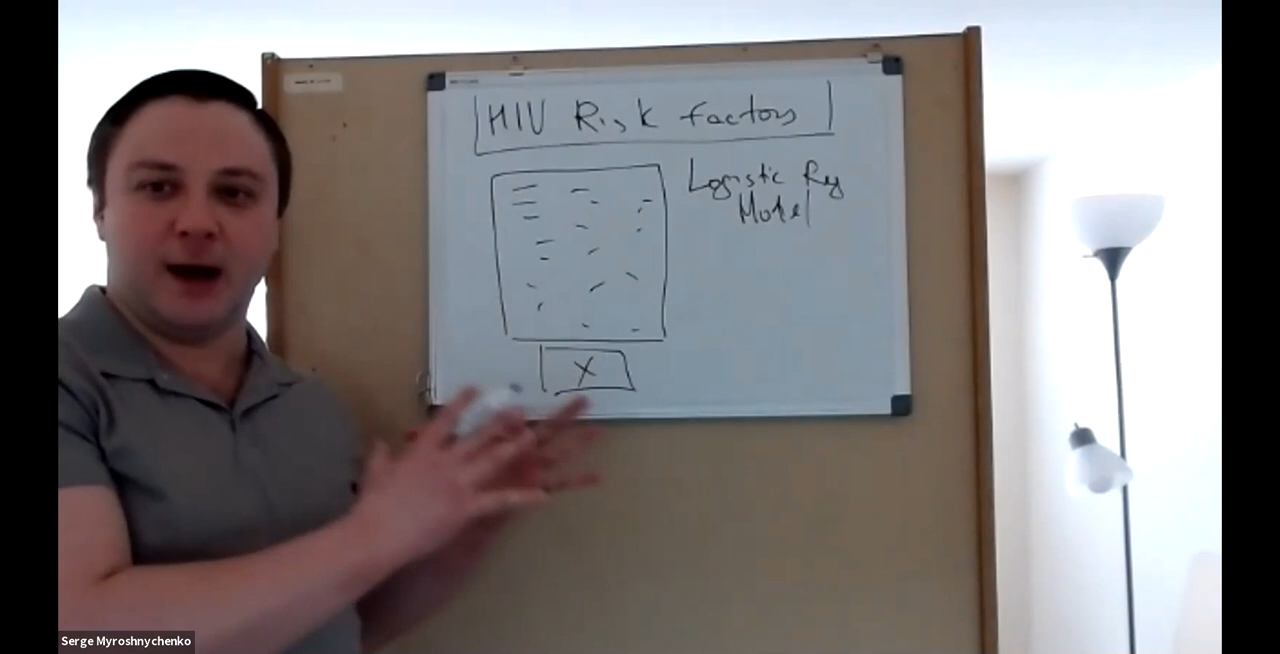 HIV Risk factors
Logistic Reg
Model
X
Serge Myroshnychenko